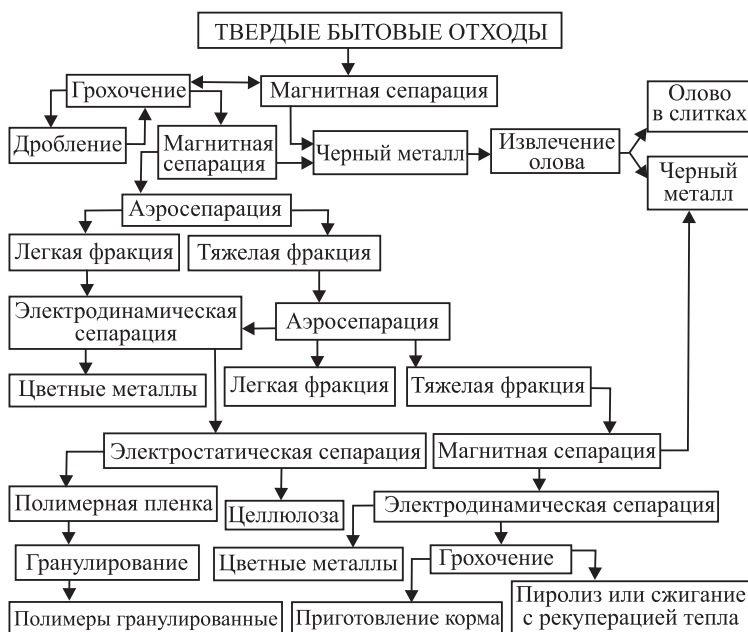 ТВЕРДЫЕ БЫТОВЫЕ ОТХОДЫ
Грохочение
Магнитная сепарация
Олово
в слитках
Дробление
Магнитная
сепарация
Черный металл
Извлечение
олова
Черный
металл
Аэросепарация
Легкая фракция
Тяжелая фракция
Электродинамическая
сепарация
Аэросепарация
Цветные металлы
Легкая фракция
Тяжелая фракция
Электростатическая сепарация
Магнитная сепарация
Полимерная пленка
Целлюлоза
Электродинамическая сепарация
Гранулирование
Цветные металлы
Грохочение
Полимеры гранулированные
Приготовление корма
Пиролиз или сжигание
с рекуперацией тепла